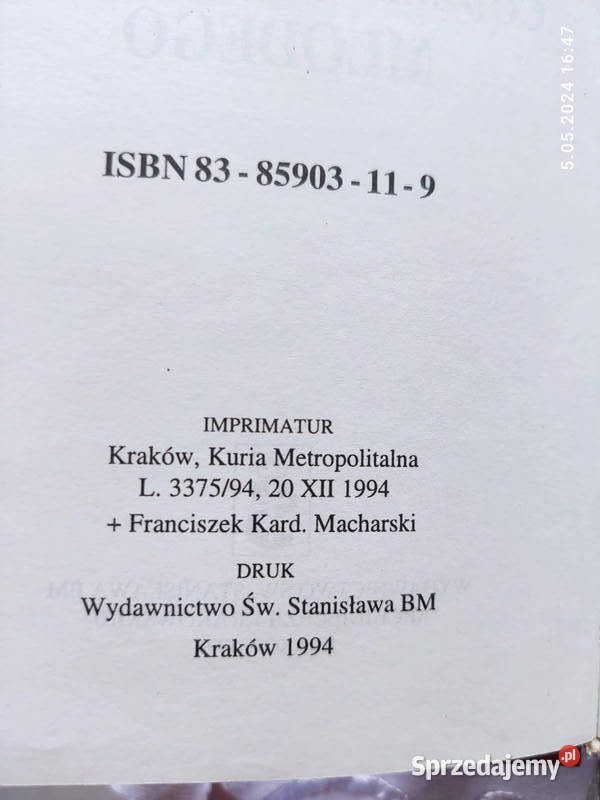 MŁODEGO
5.05.2024 16:47
ISBN 83 - 85903 - 11 - 9
IMPRIMATUR
Kraków, Kuria Metropolitalna
L. 3375/94, 20 XII 1994
+ Franciszek Kard. Macharski
DRUK
Wydawnictwo Św. Stanisława BM
Kraków 1994
Sprzedajemy.pl